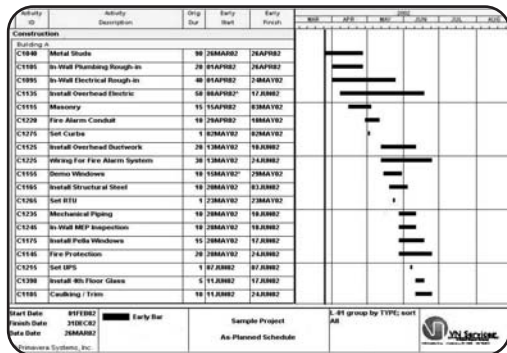 Activity ID Activity Description Orig Dur Early Start Early Finish 2002
MAR APR MAY JUN JUL AUG
Construction
Building A
C1040 Metal Studs 90 26MAR02 26APR02
C1105 In-Wall Plumbing Rough-in 20 01APR02 26APR02
C1095 In-Wall Electrical Rough-in 40 01APR02 24MAY02
C1135 Install Overhead Electric 50 08APR02* 17JUN02
C1115 Masonry 15 15APR02 03MAY02
C1220 Fire Alarm Conduit 10 29APR02 10MAY02
C1275 Set Curbs 1 02MAY02 02MAY02
C1125 Install Overhead Ductwork 20 13MAY02 10JUN02
C1225 Wiring For Fire Alarm System 30 13MAY02 24JUN02
C1155 Demo Windows 10 15MAY02* 29MAY02
C1165 Install Structural Steel 10 20MAY02 03JUN02
C1265 Set RTU 1 23MAY02 23MAY02
C1235 Mechanical Piping 10 28MAY02 10JUN02
C1245 In-Wall MEP Inspection 10 28MAY02 10JUN02
C1175 Install Pella Windows 15 28MAY02 17JUN02
C1145 Fire Protection 20 28MAY02 24JUN02
C1215 Set UPS 1 07JUN02 07JUN02
C1390 Install 4th Floor Glass 5 11JUN02 17JUN02
C1185 Caulking / Trim 10 11JUN02 24JUN02
Start Date 01FEB02
Finish Date 31DEC02
Data Date 26MAR02
Primavera Systems, Inc.
Early Bar
Sample Project
As-Planned Schedule
L-01 group by TYPE; sort
All
VN Services